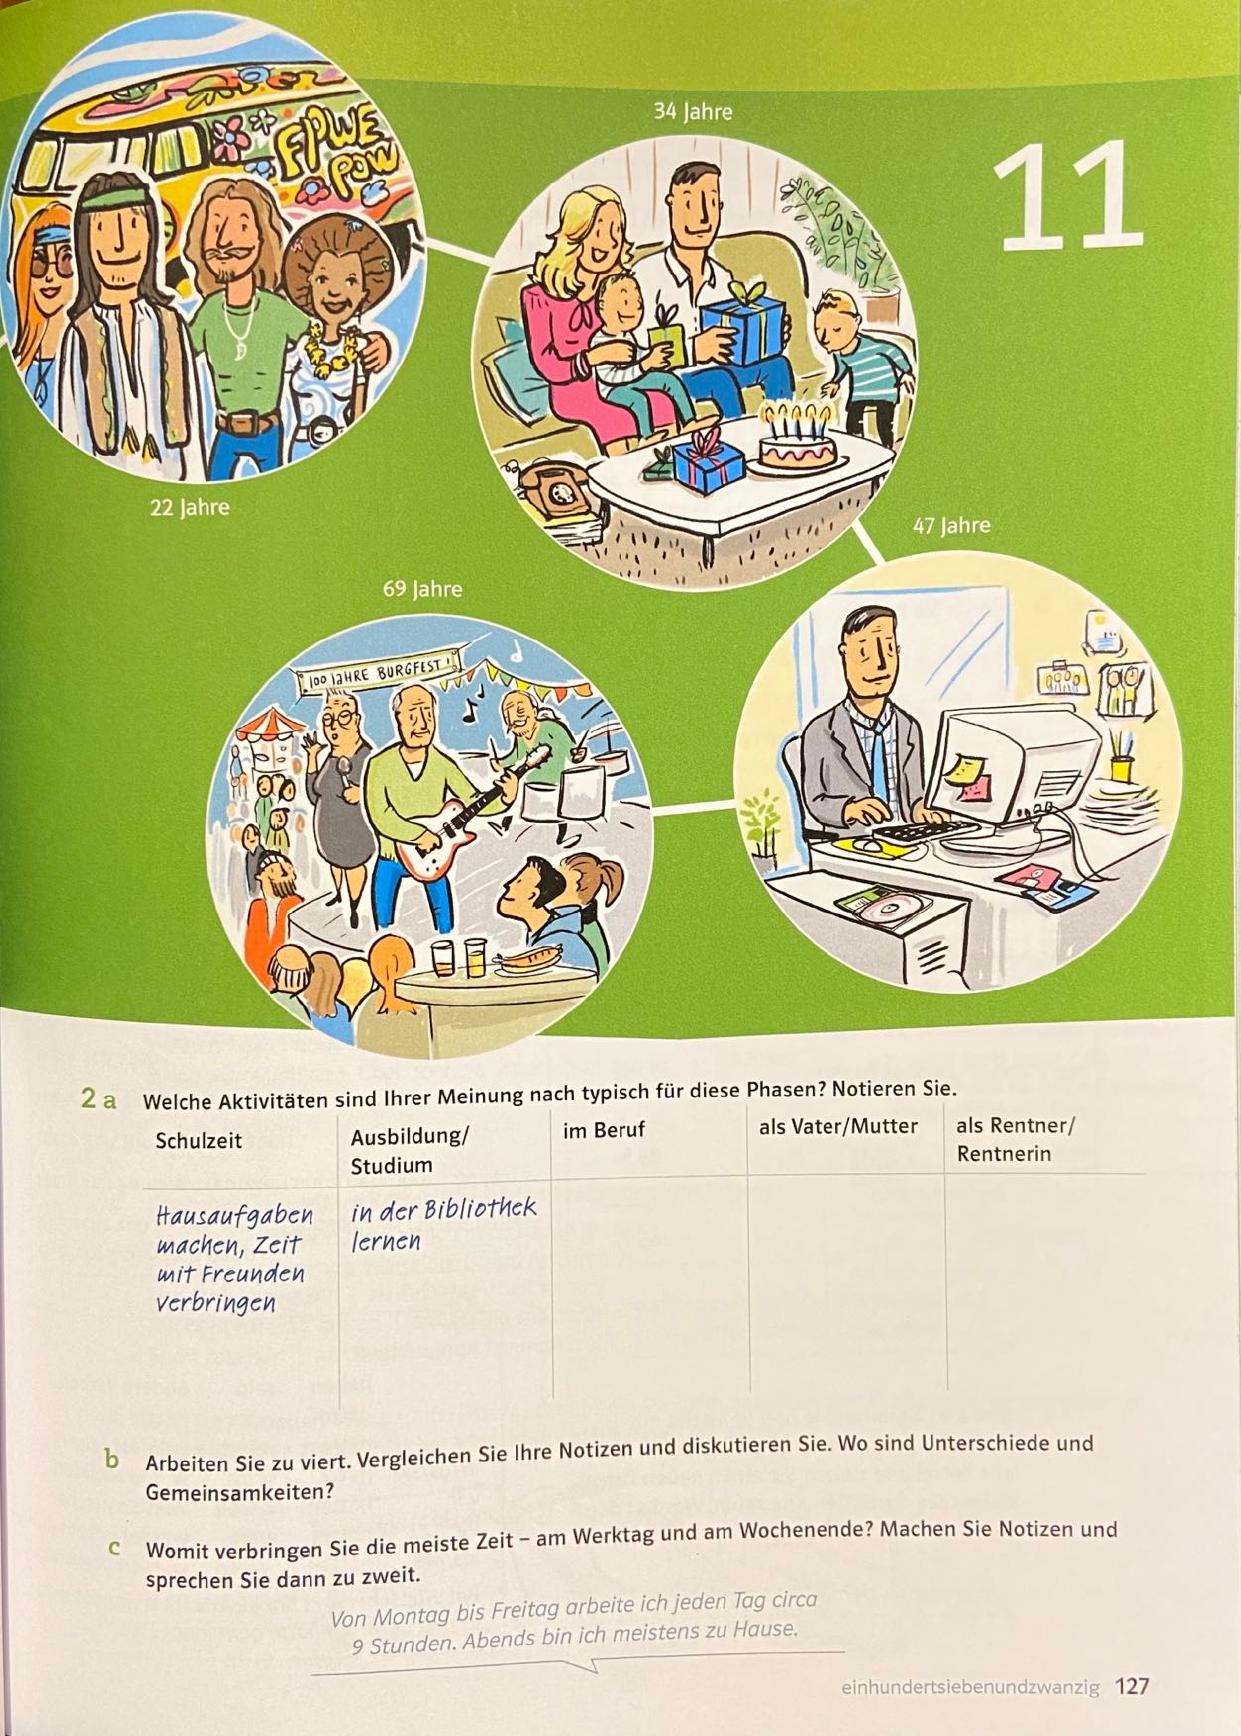 34 Jahre
11
FLOWE
POW
22 Jahre
47 Jahre
69 Jahre
100 JAHRE BURGFEST!
2 a Welche Aktivitäten sind Ihrer Meinung nach typisch für diese Phasen? Notieren Sie.
Schulzeit
Ausbildung/
Studium
im Beruf
als Vater/Mutter
als Rentner/
Rentnerin
Hausaufgaben
machen, Zeit
mit Freunden
verbringen
in der Bibliothek
lernen
b Arbeiten Sie zu viert. Vergleichen Sie Ihre Notizen und diskutieren Sie. Wo sind Unterschiede und
Gemeinsamkeiten?
c Womit verbringen Sie die meiste Zeit – am Werktag und am Wochenende? Machen Sie Notizen und
sprechen Sie dann zu zweit.
Von Montag bis Freitag arbeite ich jeden Tag circa
9 Stunden. Abends bin ich meistens zu Hause.
einhundertsiebenundzwanzig 127